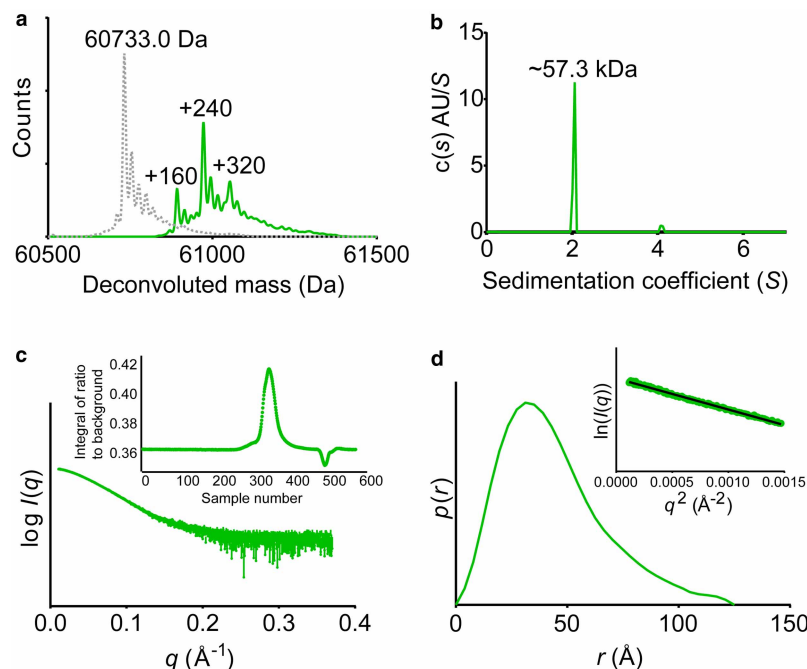 a
60733.0 Da
+240
+160
+320
Counts
60500 61000 61500
Deconvoluted mass (Da)
b
~57.3 kDa
c(s) AU/S
15
10
5
0
0 2 4 6
Sedimentation coefficient (S)
c
Integral of ratio
to background
0.42
0.40
0.38
0.36
0 100 200 300 400 500 600
Sample number
log I(q)
0.0 0.1 0.2 0.3 0.4
q (Å-1)
d
ln(I(q))
0.0000 0.0005 0.0010 0.0015
q2 (Å-2)
p(r)
0 50 100 150
r (Å)